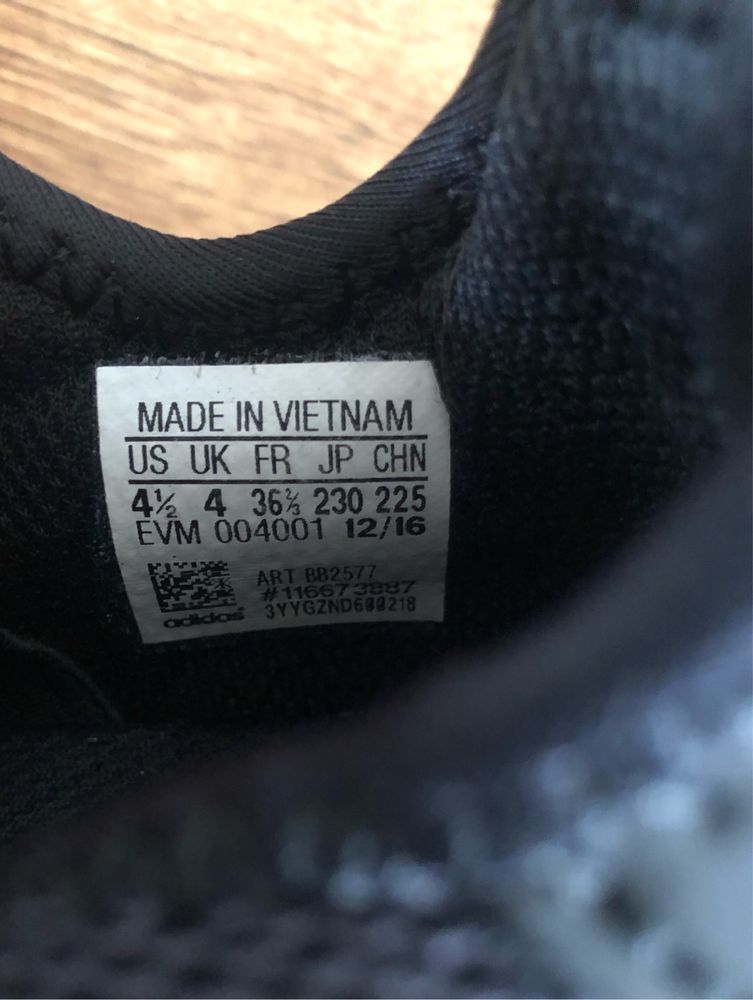 MADE IN VIETNAM
US UK FR JP CHN
4½ 4 36⅔ 230 225
EVM 004001 12/16
ART BB2577
#116673887
adidas